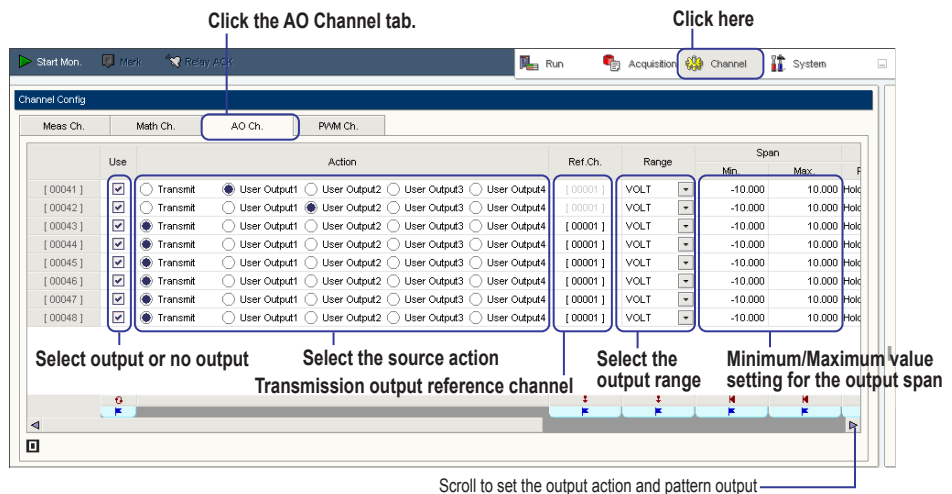 Click the AO Channel tab.
Click here
Start Mon. Mark Relay ACK Run Acquisition Channel System
Channel Config
Meas Ch. Math Ch. AO Ch. PWM Ch.
Use Action Ref.Ch. Range Span
Min. Max.
[ 00041 ] Transmit User Output1 User Output2 User Output3 User Output4 [ 00001 ] VOLT -10.000 10.000 Hold
[ 00042 ] Transmit User Output1 User Output2 User Output3 User Output4 [ 00001 ] VOLT -10.000 10.000 Hold
[ 00043 ] Transmit User Output1 User Output2 User Output3 User Output4 [ 00001 ] VOLT -10.000 10.000 Hold
[ 00044 ] Transmit User Output1 User Output2 User Output3 User Output4 [ 00001 ] VOLT -10.000 10.000 Hold
[ 00045 ] Transmit User Output1 User Output2 User Output3 User Output4 [ 00001 ] VOLT -10.000 10.000 Hold
[ 00046 ] Transmit User Output1 User Output2 User Output3 User Output4 [ 00001 ] VOLT -10.000 10.000 Hold
[ 00047 ] Transmit User Output1 User Output2 User Output3 User Output4 [ 00001 ] VOLT -10.000 10.000 Hold
[ 00048 ] Transmit User Output1 User Output2 User Output3 User Output4 [ 00001 ] VOLT -10.000 10.000 Hold
Select output or no output
Select the source action
Transmission output reference channel
Select the
output range
Minimum/Maximum value
setting for the output span
Scroll to set the output action and pattern output